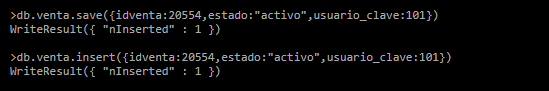 >db.venta.save({idventa:20554,estado:"activo",usuario_clave:101})
WriteResult({ "nInserted" : 1 })
>db.venta.insert({idventa:20554,estado:"activo",usuario_clave:101})
WriteResult({ "nInserted" : 1 })